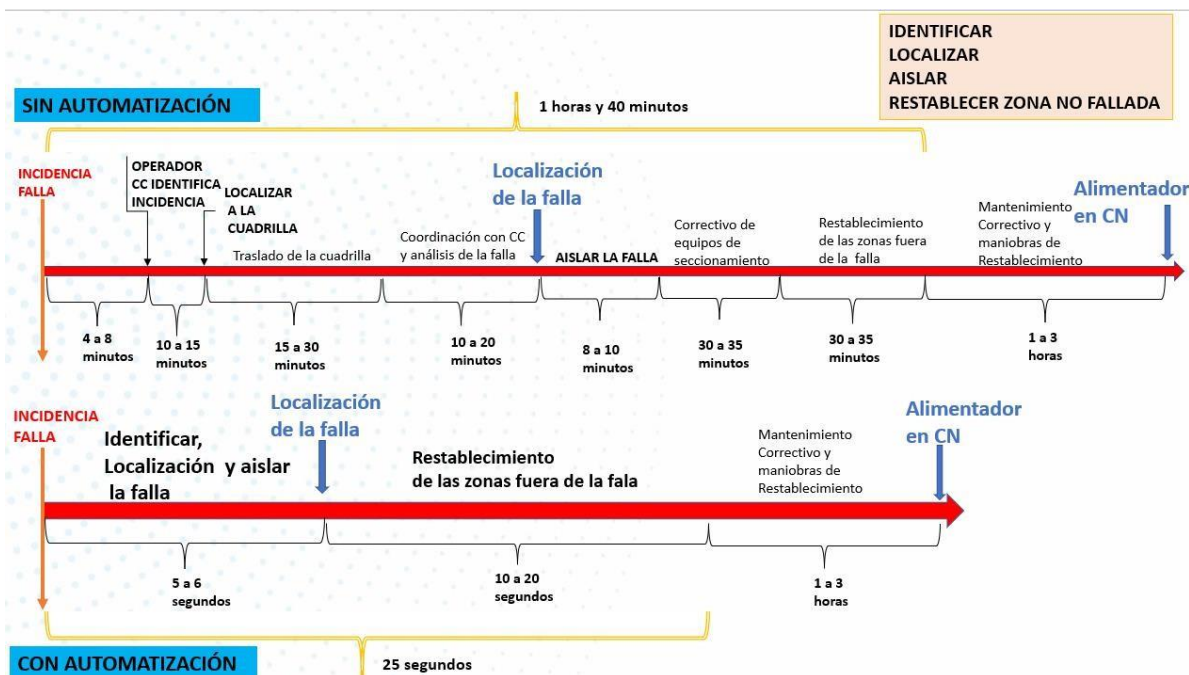 IDENTIFICAR
LOCALIZAR
AISLAR
RESTABLECER ZONA NO FALLADA
SIN AUTOMATIZACIÓN
1 horas y 40 minutos
INCIDENCIA
FALLA
OPERADOR
CC IDENTIFICA
INCIDENCIA
LOCALIZAR
A LA
CUADRILLA
Traslado de la cuadrilla
Coordinación con CC
y análisis de la falla
Localización
de la falla
AISLAR LA FALLA
Correctivo de
equipos de
seccionamiento
Restablecimiento
de las zonas fuera
de la falla
Mantenimiento
Correctivo y
maniobras de
Restablecimiento
Alimentador
en CN
4 a 8
minutos
10 a 15
minutos
15 a 30
minutos
10 a 20
minutos
8 a 10
minutos
30 a 35
minutos
30 a 35
minutos
1 a 3
horas
INCIDENCIA
FALLA
Identificar,
Localización y aislar
la falla
Localización
de la falla
Restablecimiento
de las zonas fuera de la fala
Mantenimiento
Correctivo y
maniobras de
Restablecimiento
Alimentador
en CN
5 a 6
segundos
10 a 20
segundos
1 a 3
horas
CON AUTOMATIZACIÓN
25 segundos